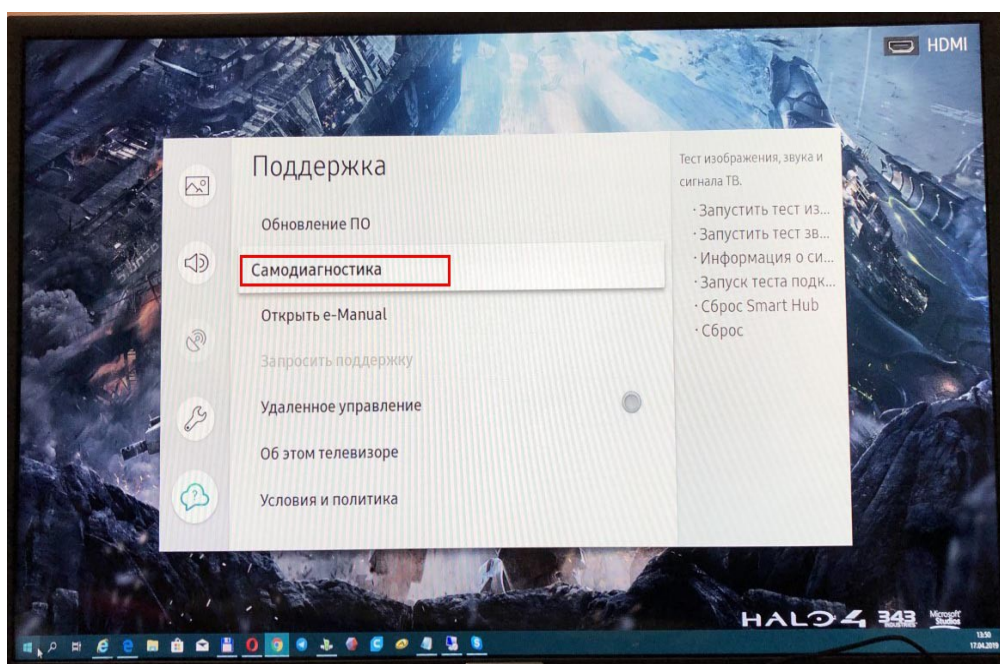 HDMI
Поддержка
Обновление ПО
Самодиагностика
Открыть e-Manual
Запросить поддержку
Удаленное управление
Об этом телевизоре
Условия и политика
Тест изображения, звука и
сигнала ТВ.
· Запустить тест из...
· Запустить тест зв...
· Информация о си...
· Запуск теста подк...
· Сброс Smart Hub
· Сброс
HALO 4
343
INDUSTRIES
Microsoft
Studios
13:50
17.04.2019